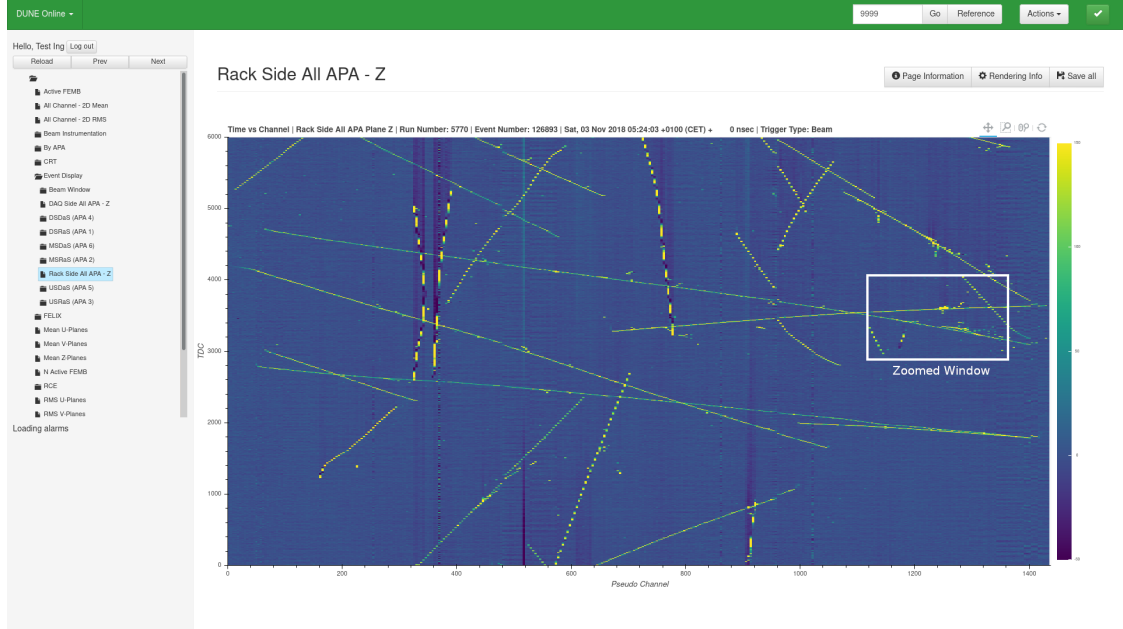 DUNE Online
9999 Go Reference Actions
Hello, Test Ing Log out
Reload Prev Next
Active FEMB
All Channel - 2D Mean
All Channel - 2D RMS
Beam Instrumentation
By APA
CRT
Event Display
Beam Window
DAQ Side All APA - Z
DSDaS (APA 4)
DSRaS (APA 1)
MSDaS (APA 6)
MSRaS (APA 2)
Rack Side All APA - Z
USDaS (APA 5)
USRaS (APA 3)
FELIX
Mean U-Planes
Mean V-Planes
Mean Z-Planes
N Active FEMB
RCE
RMS U-Planes
RMS V-Planes
Loading alarms
Rack Side All APA - Z
Page Information Rendering Info Save all
Time vs Channel | Rack Side All APA Plane Z | Run Number: 5770 | Event Number: 126893 | Sat, 03 Nov 2018 05:24:03 +0100 (CET) + 0 nsec | Trigger Type: Beam
6000
5000
4000
3000
2000
1000
0
TDC
Zoomed Window
0 200 400 600 800 1000 1200 1400
Pseudo Channel